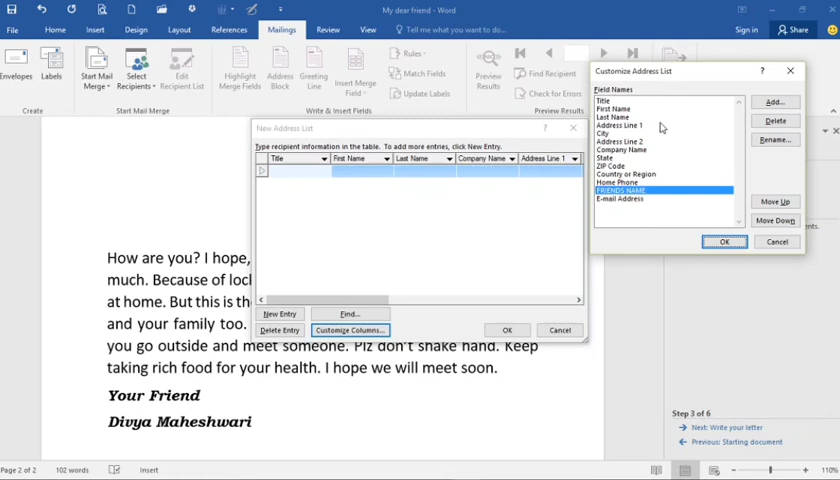 My dear friend - Word
Sign in
Share
File
Home
Insert
Design
Layout
References
Mailings
Review
View
Tell me what you want to do...
Envelopes
Labels
Start Mail
Merge
Select
Recipients
Edit
Recipient List
Highlight
Merge Fields
Address
Block
Greeting
Line
Insert Merge
Field
Rules
Match Fields
Update Labels
Preview
Results
Find Recipient
Check for Errors
Create
Start Mail Merge
Write & Insert Fields
Preview Results
New Address List
?
Type recipient information in the table. To add more entries, click New Entry.
Title
First Name
Last Name
Company Name
Address Line 1
New Entry
Find...
Delete Entry
Customize Columns...
OK
Cancel
Customize Address List
?
Field Names
Title
First Name
Last Name
Address Line 1
City
Address Line 2
Company Name
State
ZIP Code
Country or Region
Home Phone
FRIENDS NAME
E-mail Address
Add...
Delete
Rename...
Move Up
Move Down
OK
Cancel
How are you? I hope,
much. Because of loc
at home. But this is th
and your family too.
you go outside and meet someone. Plz don't shake hand. Keep
taking rich food for your health. I hope we will meet soon.
Your Friend
Divya Maheshwari
Step 3 of 6
Next: Write your letter
Previous: Starting document
Page 2 of 2
102 words
Insert
110%